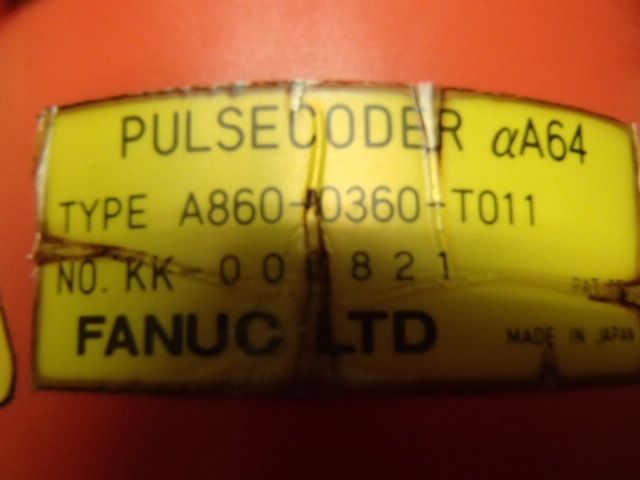 PULSECODER αA64
TYPE A860-0360-T011
NO. KK 00 821
FANUC LTD
MADE IN JAPAN